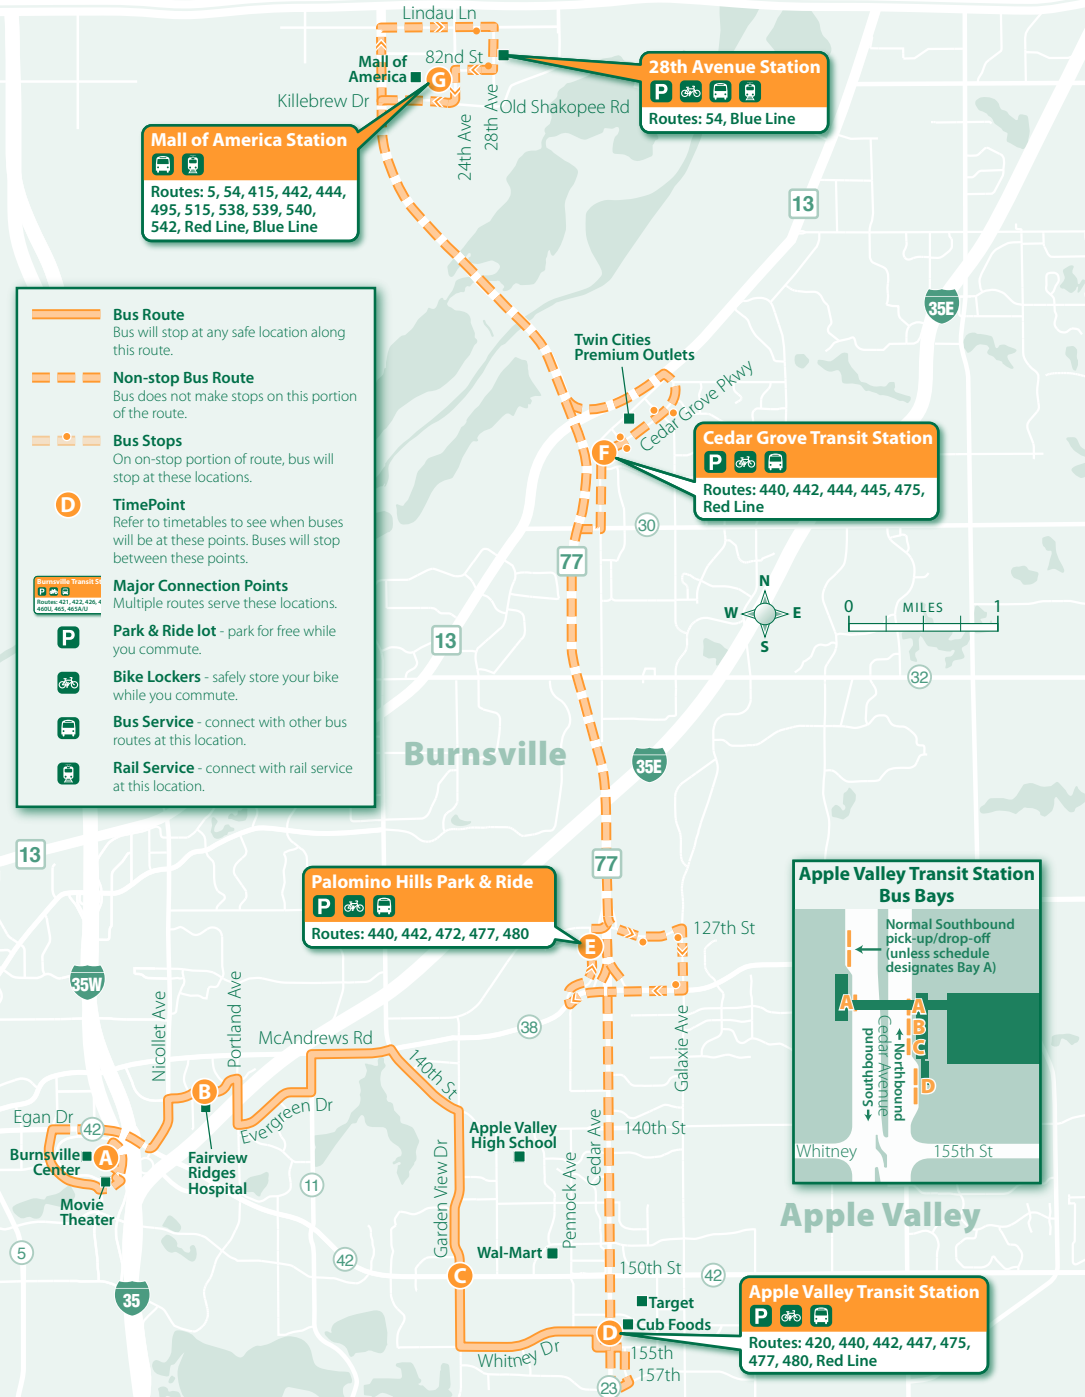 Lindau Ln
82nd St
Mall of
America
G
Killebrew Dr
24th Ave
28th Ave
Old Shakopee Rd
28th Avenue Station
P
Routes: 54, Blue Line
Mall of America Station
Routes: 5, 54, 415, 442, 444,
495, 515, 538, 539, 540,
542, Red Line, Blue Line
13
35E
Bus Route
Bus will stop at any safe location along
this route.
Non-stop Bus Route
Bus does not make stops on this portion
of the route.
Bus Stops
On on-stop portion of route, bus will
stop at these locations.
D
TimePoint
Refer to timetables to see when buses
will be at these points. Buses will stop
between these points.
Burnsville Transit St
P
Routes: 421, 422, 426, 4
460U, 465, 465A/U
Major Connection Points
Multiple routes serve these locations.
P
Park & Ride lot - park for free while
you commute.
Bike Lockers - safely store your bike
while you commute.
Bus Service - connect with other bus
routes at this location.
Rail Service - connect with rail service
at this location.
Twin Cities
Premium Outlets
Cedar Grove Pkwy
F
Cedar Grove Transit Station
P
Routes: 440, 442, 444, 445, 475,
Red Line
30
77
N
W
E
S
0
MILES
1
13
32
Burnsville
35E
13
77
Palomino Hills Park & Ride
P
Routes: 440, 442, 472, 477, 480
E
127th St
35W
38
Nicollet Ave
Portland Ave
McAndrews Rd
140th St
Galaxie Ave
B
Evergreen Dr
Egan Dr
42
Burnsville
Center
A
Movie
Theater
Fairview
Ridges
Hospital
11
Apple Valley
High School
Garden View Dr
Pennock Ave
Cedar Ave
140th St
5
42
Wal-Mart
C
35
150th St
42
Target
Cub Foods
D
Whitney Dr
155th
157th
23
Apple Valley Transit Station
Bus Bays
Normal Southbound
pick-up/drop-off
(unless schedule
designates Bay A)
A
A
B
C
D
Southbound
Cedar Avenue
Northbound
Whitney
155th St
Apple Valley
Apple Valley Transit Station
P
Routes: 420, 440, 442, 447, 475,
477, 480, Red Line